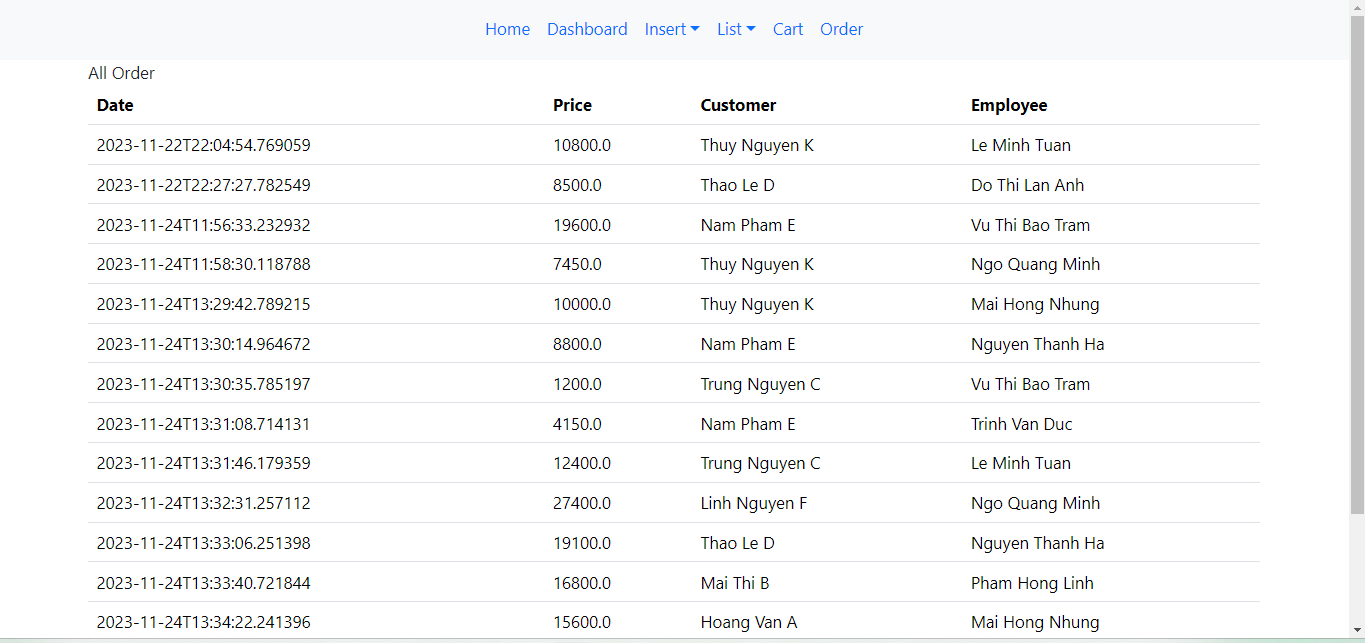 Home Dashboard Insert List Cart Order
All Order
Date Price Customer Employee
2023-11-22T22:04:54.769059 10800.0 Thuy Nguyen K Le Minh Tuan
2023-11-22T22:27:27.782549 8500.0 Thao Le D Do Thi Lan Anh
2023-11-24T11:56:33.232932 19600.0 Nam Pham E Vu Thi Bao Tram
2023-11-24T11:58:30.118788 7450.0 Thuy Nguyen K Ngo Quang Minh
2023-11-24T13:29:42.789215 10000.0 Thuy Nguyen K Mai Hong Nhung
2023-11-24T13:30:14.964672 8800.0 Nam Pham E Nguyen Thanh Ha
2023-11-24T13:30:35.785197 1200.0 Trung Nguyen C Vu Thi Bao Tram
2023-11-24T13:31:08.714131 4150.0 Nam Pham E Trinh Van Duc
2023-11-24T13:31:46.179359 12400.0 Trung Nguyen C Le Minh Tuan
2023-11-24T13:32:31.257112 27400.0 Linh Nguyen F Ngo Quang Minh
2023-11-24T13:33:06.251398 19100.0 Thao Le D Nguyen Thanh Ha
2023-11-24T13:33:40.721844 16800.0 Mai Thi B Pham Hong Linh
2023-11-24T13:34:22.241396 15600.0 Hoang Van A Mai Hong Nhung